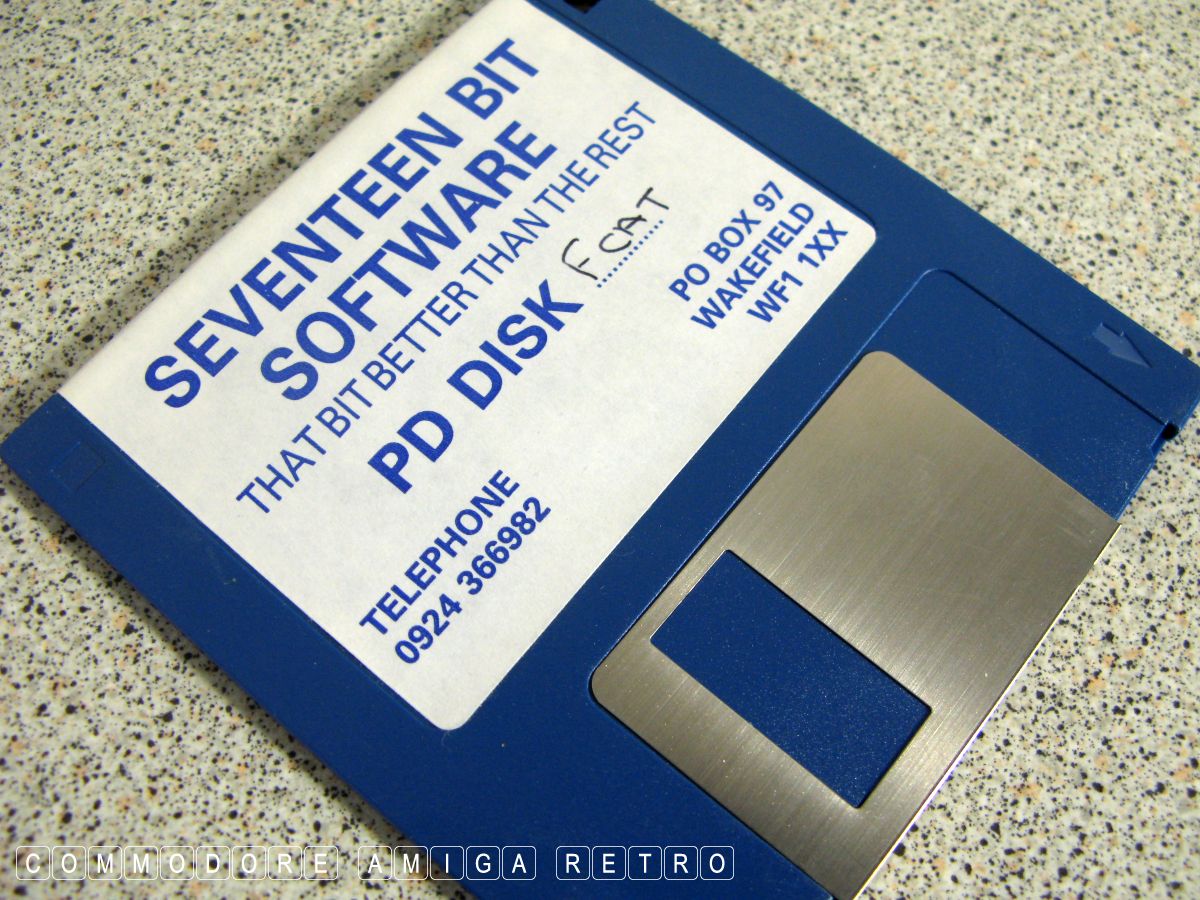 SEVENTEEN BIT
SOFTWARE
THAT BIT BETTER THAN THE REST
PD DISK FCAT
TELEPHONE
0924 366982
PO BOX 97
WAKEFIELD
WF1 1XX
COMMODORE AMIGA RETRO